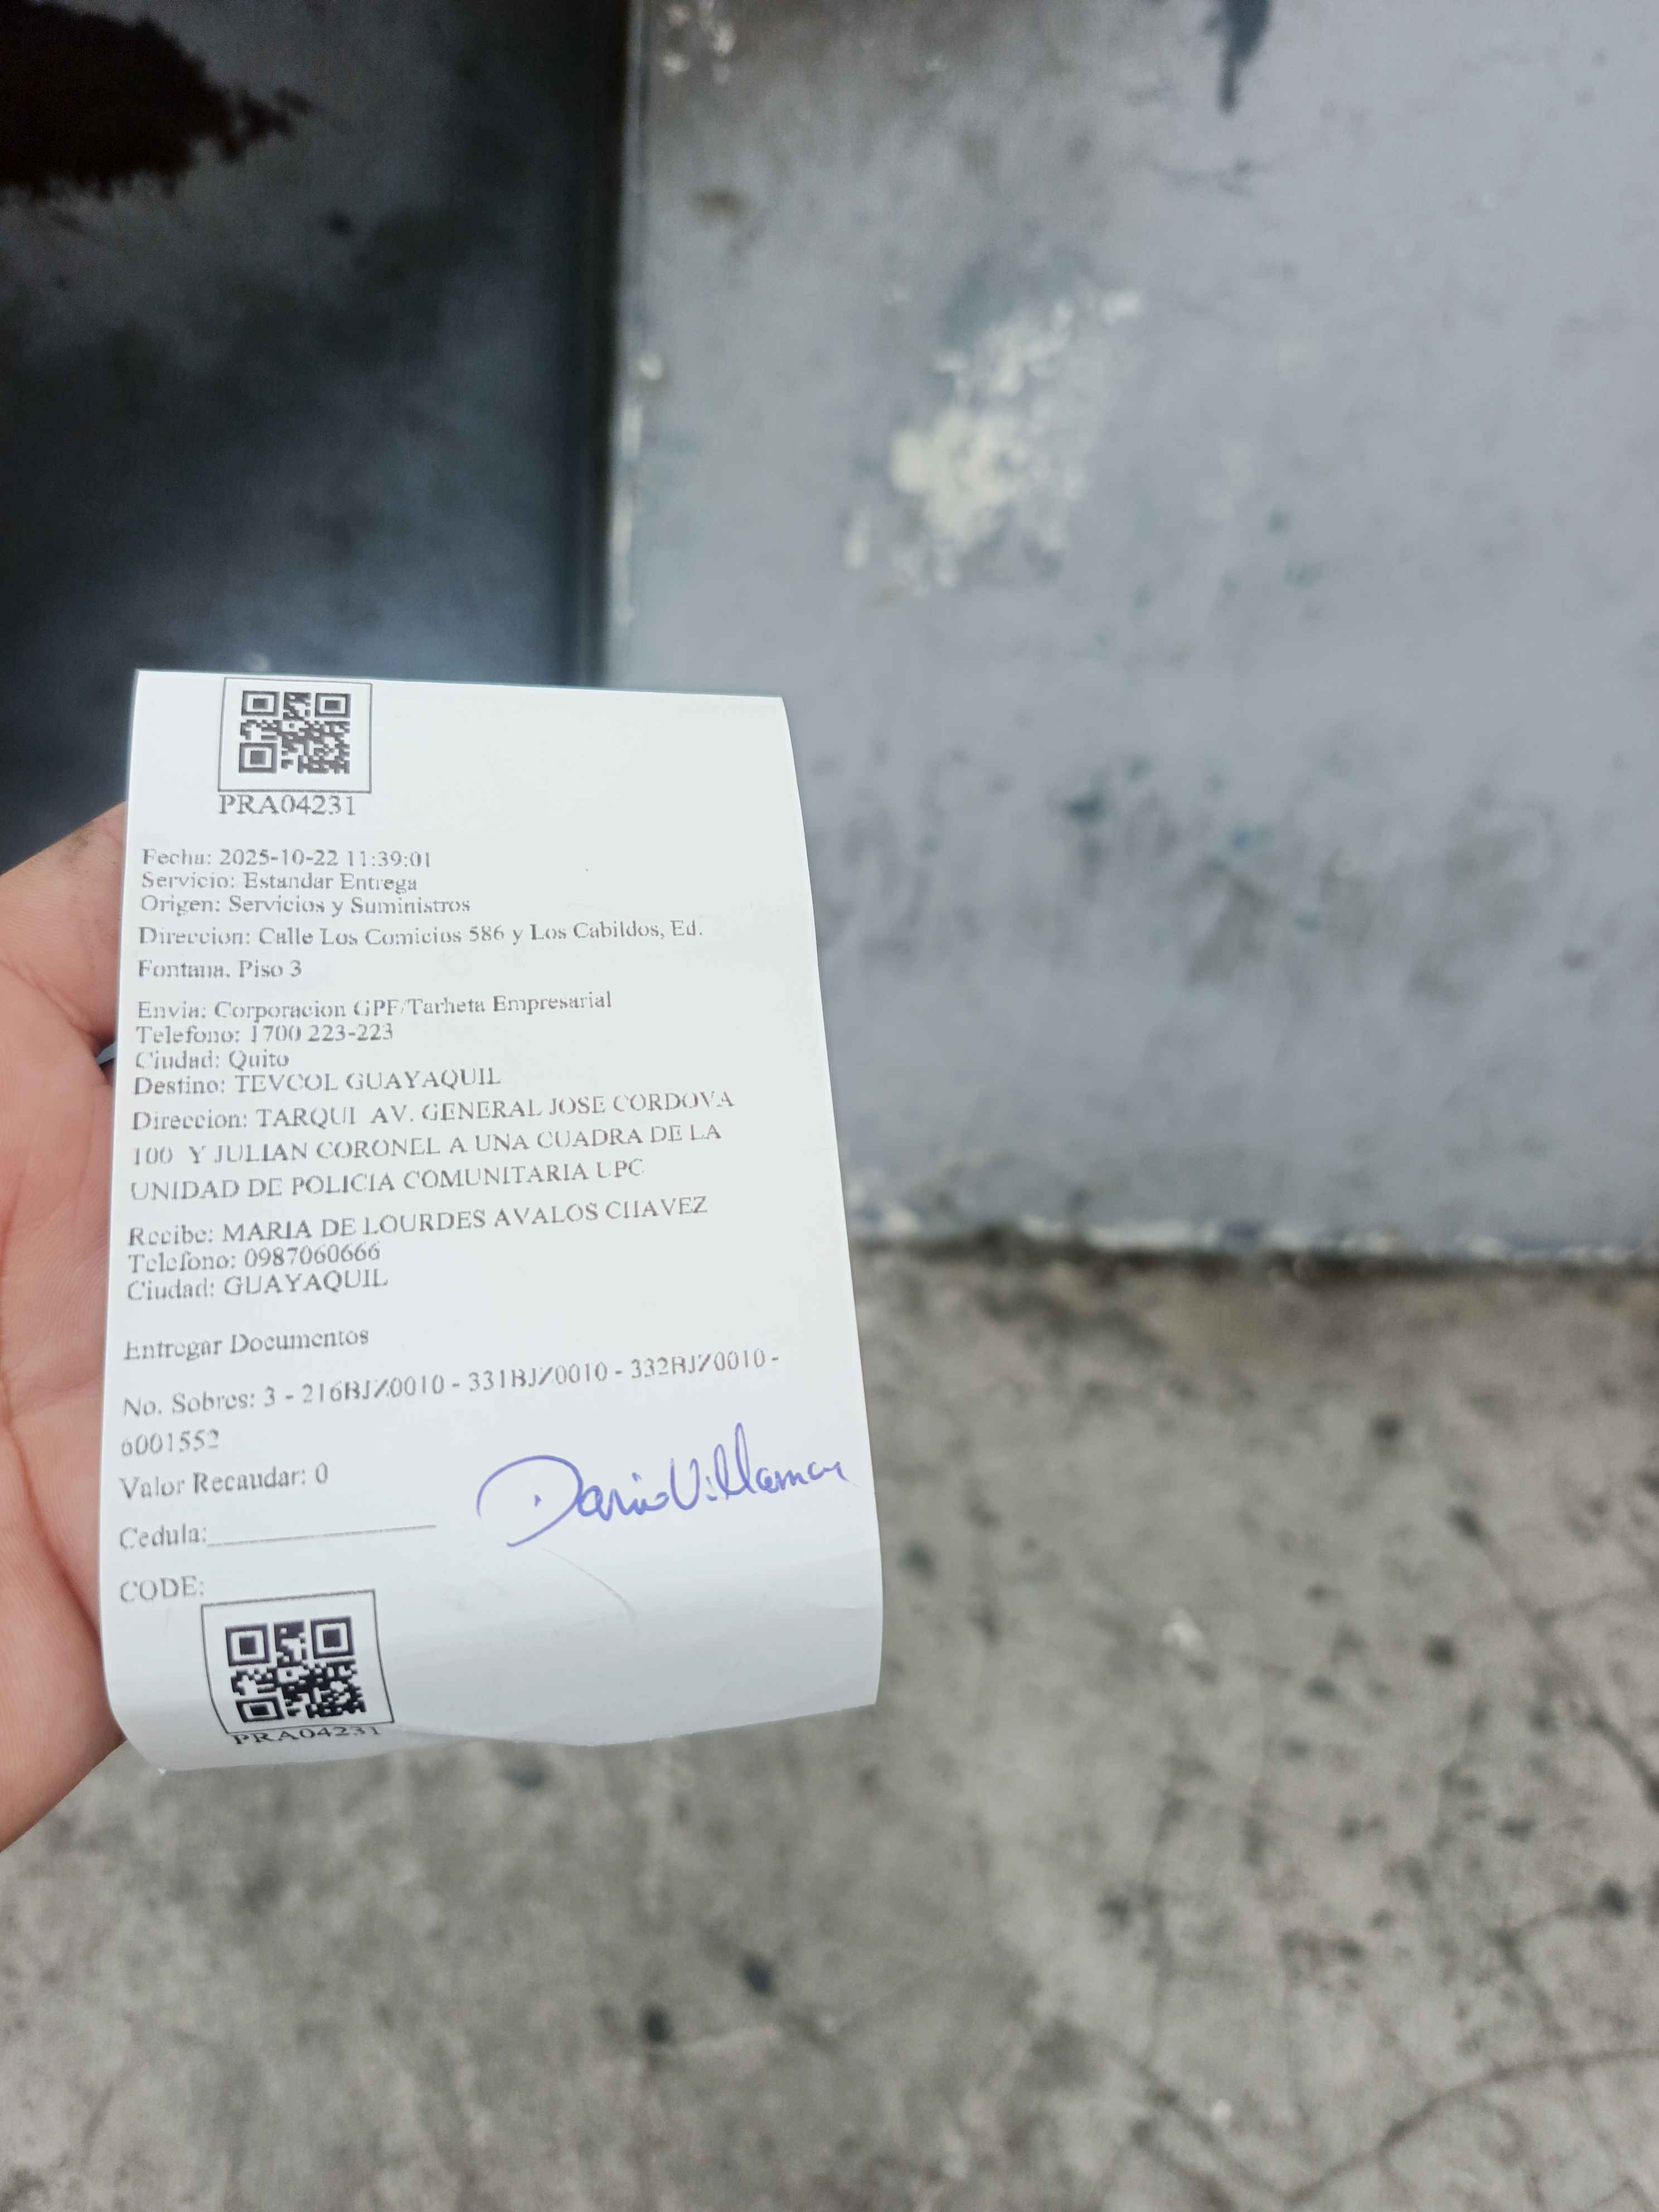 PRA04231
Fecha: 2025-10-22 11:39:01
Servicio: Estandar Entrega
Origen: Servicios y Suministros
Direccion: Calle Los Comicios 586 y Los Cabildos, Ed.
Fontana. Piso 3
Envia: Corporacion GPF/Tarheta Empresarial
Telefono: 1700 223-223
Ciudad: Quito
Destino: TEVCOL GUAYAQUIL
Direccion: TARQUI AV. GENERAL JOSE CORDOVA
100 Y JULIAN CORONEL A UNA CUADRA DE LA
UNIDAD DE POLICIA COMUNITARIA UPC
Recibe: MARIA DE LOURDES AVALOS CHAVEZ
Telefono: 0987060666
Ciudad: GUAYAQUIL
Entregar Documentos
No. Sobres: 3 - 216BJZ0010 - 331BJZ0010 - 332BJZ0010 -
6001552
Valor Recaudar: 0
Dario Villamar
Cedula:
CODE:
PRA04231